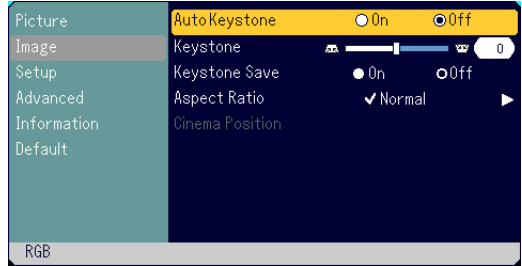 Picture
Image
Setup
Advanced
Information
Default
Auto Keystone On Off
Keystone 0
Keystone Save On Off
Aspect Ratio Normal
Cinema Position
RGB